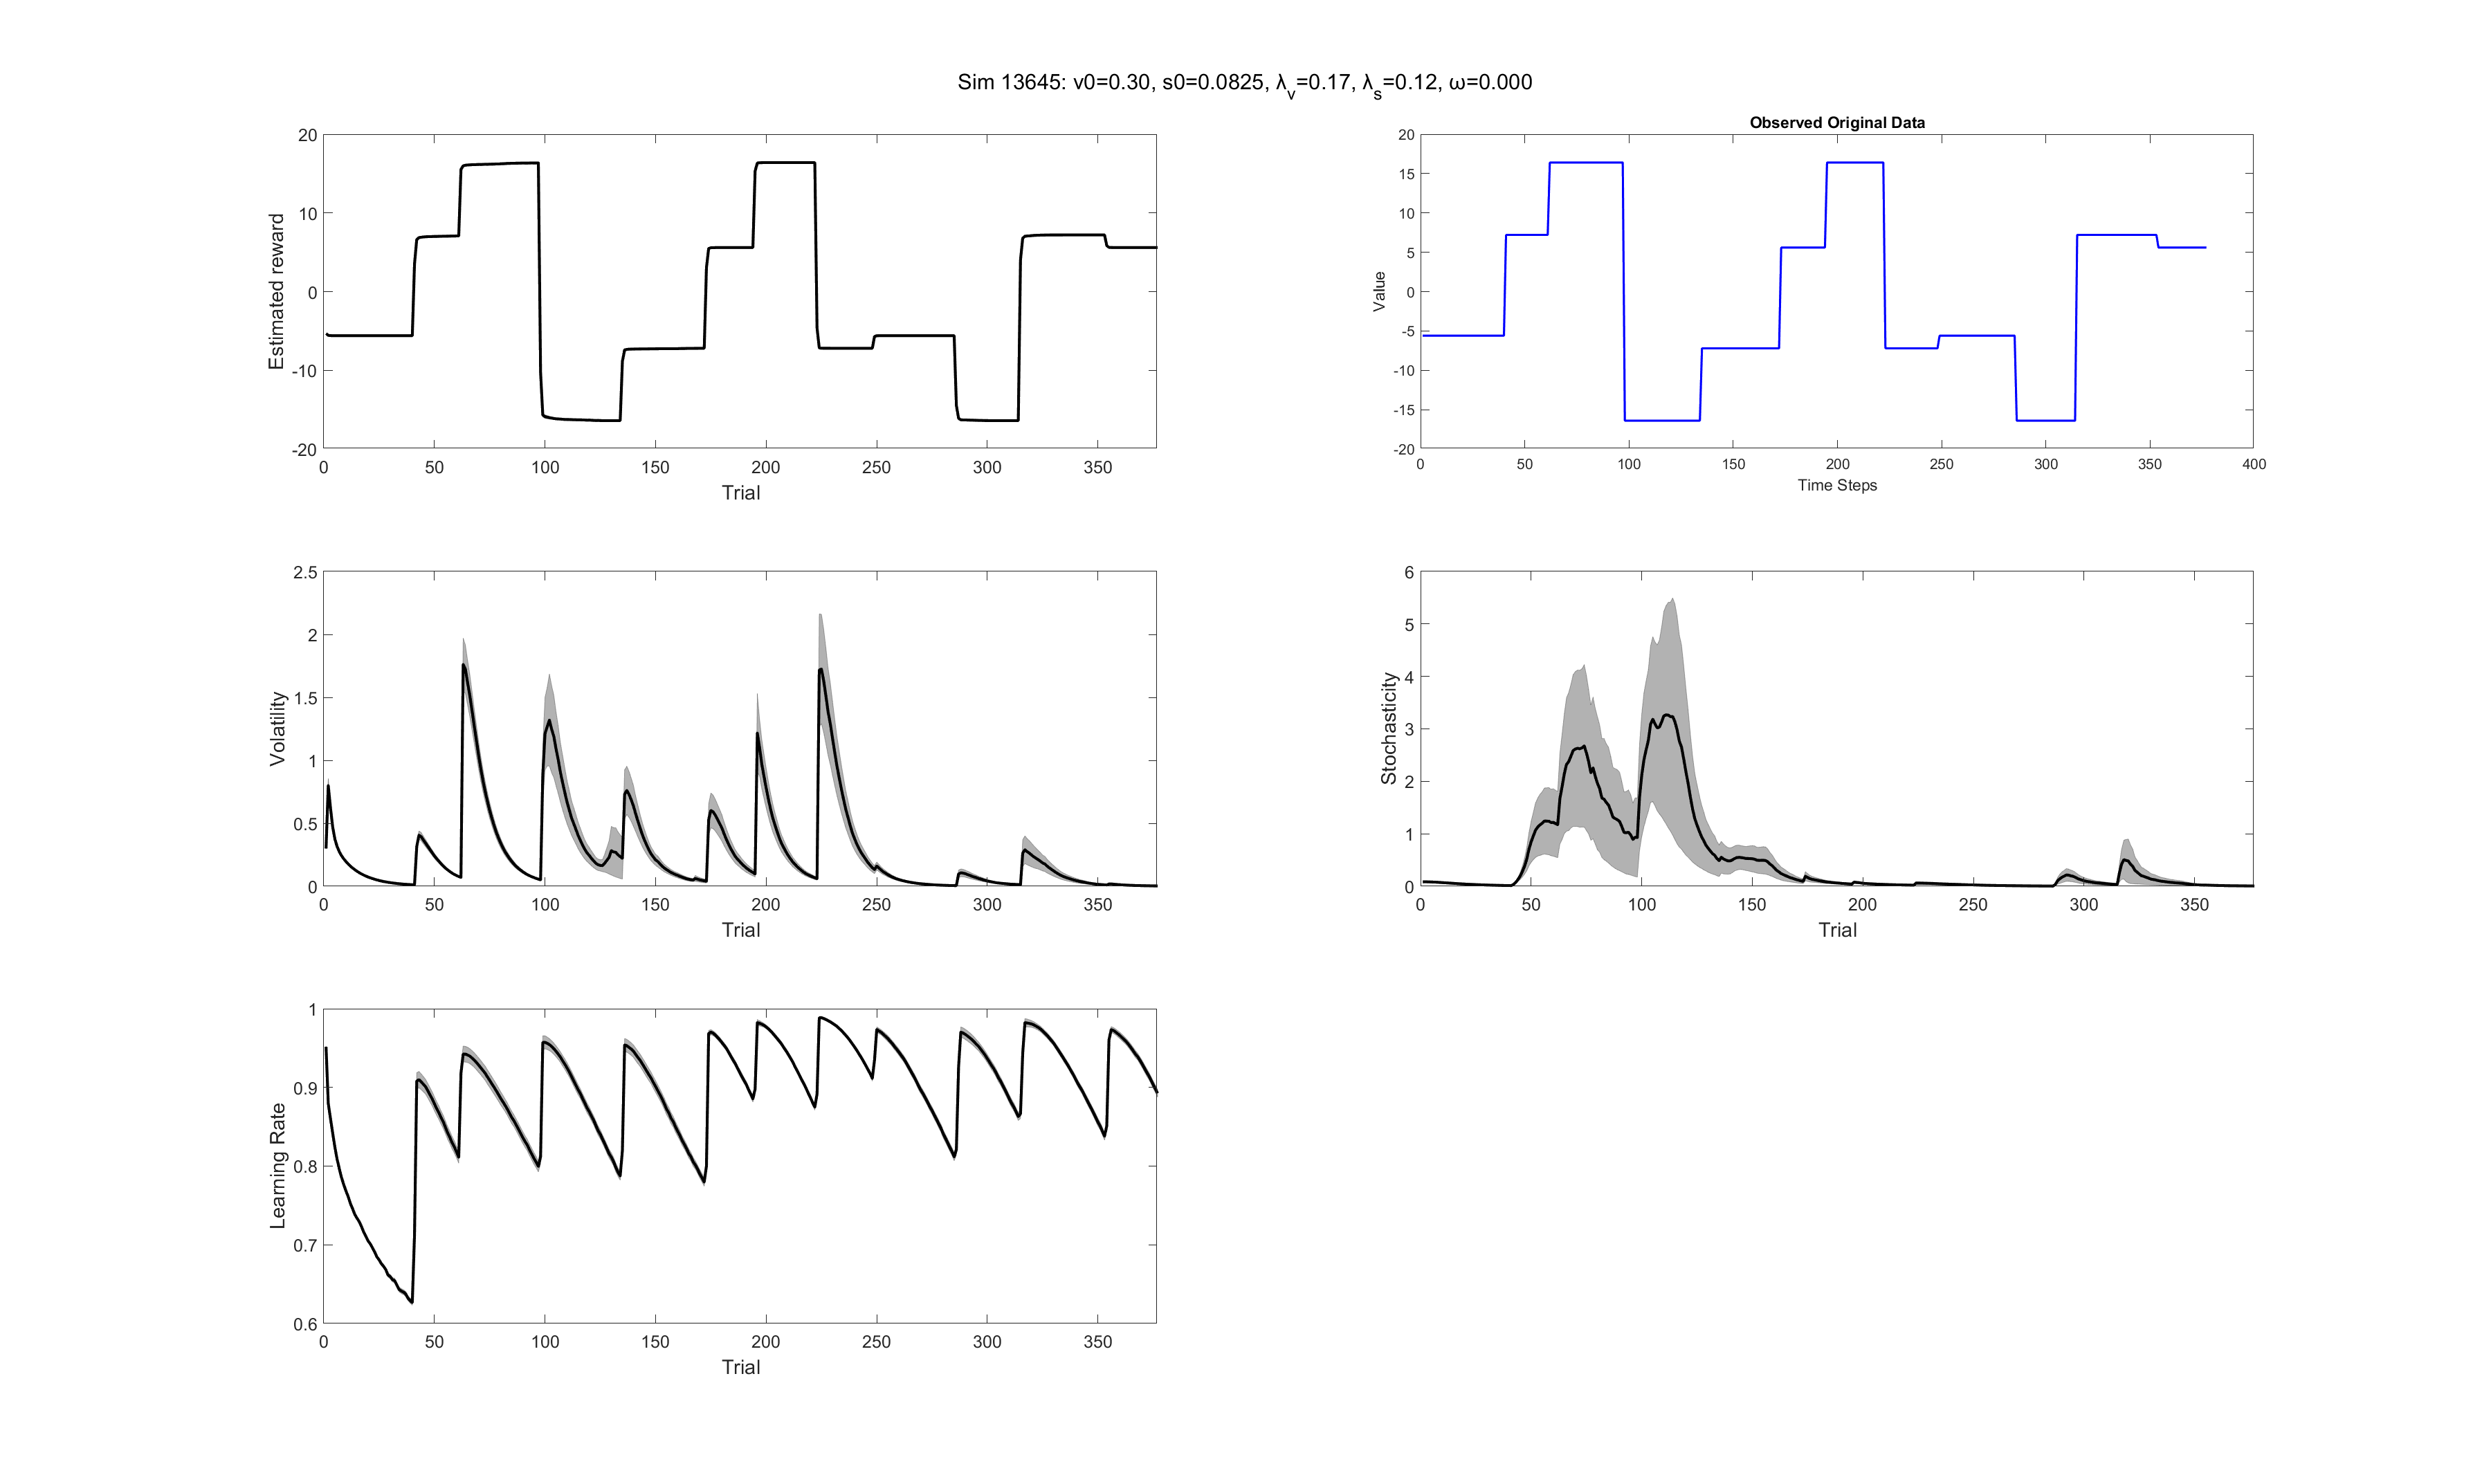 Sim 13645: v0=0.30, s0=0.0825, λv=0.17, λs=0.12, ω=0.000
Estimated reward
20
10
0
-10
-20
0 50 100 150 200 250 300 350
Trial
Observed Original Data
Value
20
15
10
5
0
-5
-10
-15
-20
0 50 100 150 200 250 300 350 400
Time Steps
Volatility
2.5
2
1.5
1
0.5
0
0 50 100 150 200 250 300 350
Trial
Stochasticity
6
5
4
3
2
1
0
0 50 100 150 200 250 300 350
Trial
Learning Rate
1
0.9
0.8
0.7
0.6
0 50 100 150 200 250 300 350
Trial